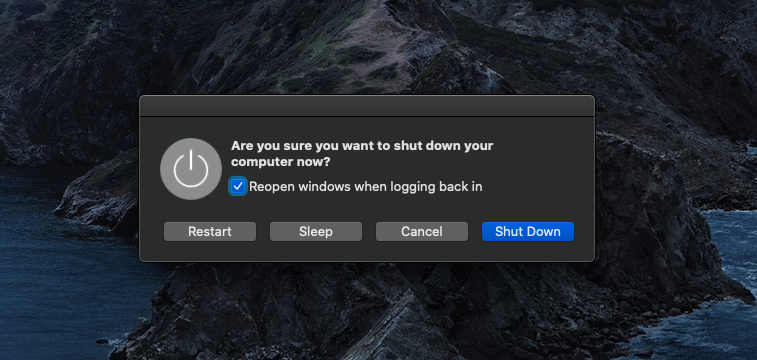 Are you sure you want to shut down your
computer now?
Reopen windows when logging back in
Restart
Sleep
Cancel
Shut Down